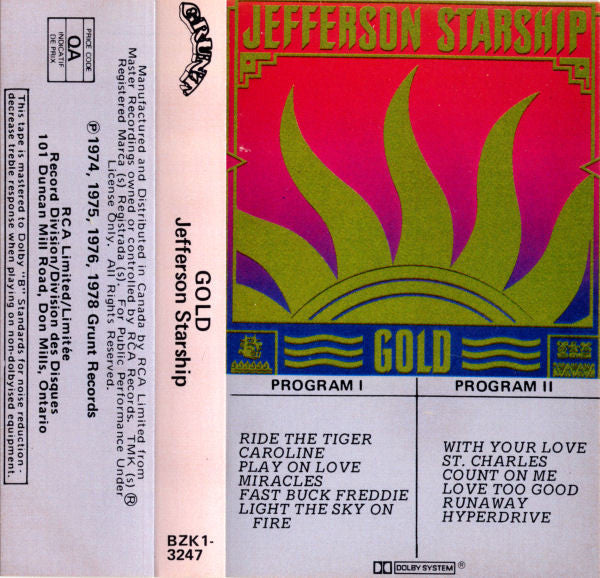 PRICE CODE
QA
INDICATIF
DE PRIX
Manufactured and Distributed in Canada by RCA Limited from
Master Recordings owned or controlled by RCA Records. TMK (s) ®
Registered Marca (s) Registrada (s). For Public Performance Under
License Only. All Rights Reserved.
℗ 1974, 1975, 1976, 1978 Grunt Records
RCA Limited/Limitée
Record Division/Division des Disques
101 Duncan Mill Road, Don Mills, Ontario
This tape is mastered to Dolby "B" Standards for noise reduction -
decrease treble response when playing on non-dolbyised equipment.
GRUNT
GOLD
Jefferson Starship
BZK1-
3247
JEFFERSON STARSHIP
GOLD
PROGRAM I
RIDE THE TIGER
CAROLINE
PLAY ON LOVE
MIRACLES
FAST BUCK FREDDIE
LIGHT THE SKY ON
FIRE
PROGRAM II
WITH YOUR LOVE
ST. CHARLES
COUNT ON ME
LOVE TOO GOOD
RUNAWAY
HYPERDRIVE
DOLBY SYSTEM ®